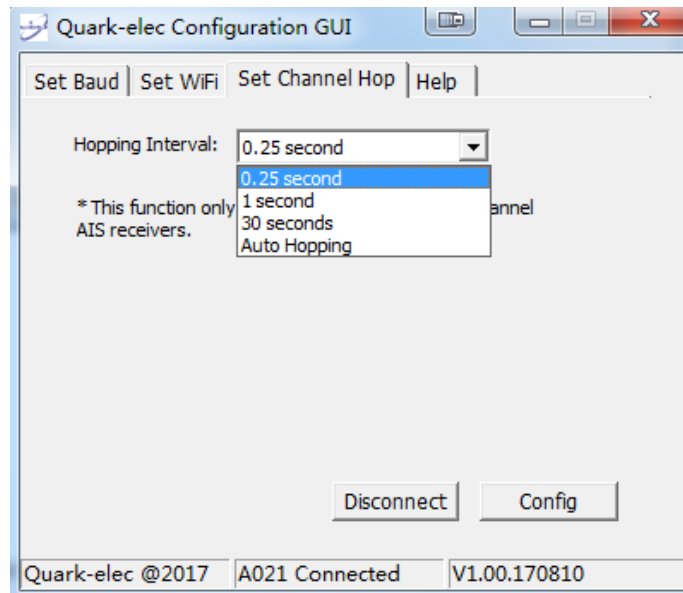 Quark-elec Configuration GUI
Set Baud Set WiFi Set Channel Hop Help
Hopping Interval: 0.25 second
0.25 second
1 second
30 seconds
Auto Hopping
* This function only annel
AIS receivers.
Disconnect Config
Quark-elec @2017 A021 Connected V1.00.170810